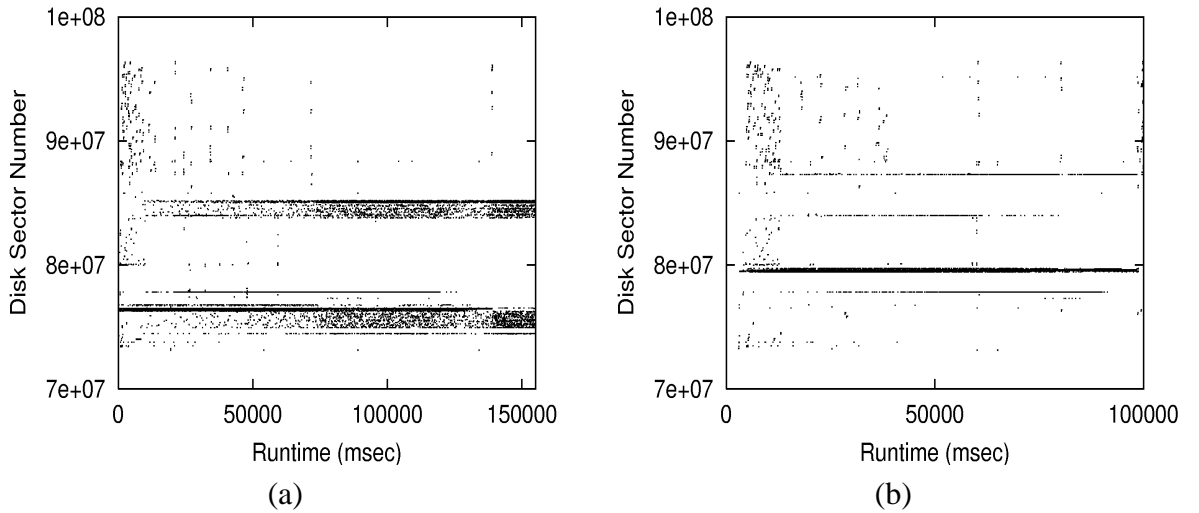 1e+08
9e+07
8e+07
7e+07
Disk Sector Number
0 50000 100000 150000
Runtime (msec)
(a)
1e+08
9e+07
8e+07
7e+07
Disk Sector Number
0 50000 100000
Runtime (msec)
(b)